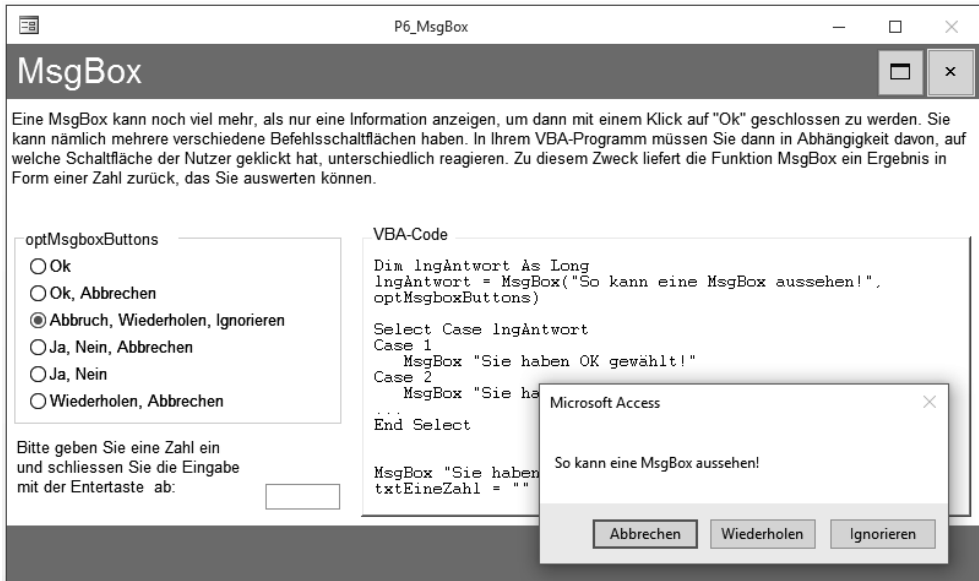 P6_MsgBox
MsgBox
Eine MsgBox kann noch viel mehr, als nur eine Information anzeigen, um dann mit einem Klick auf "Ok" geschlossen zu werden. Sie
kann nämlich mehrere verschiedene Befehlsschaltflächen haben. In Ihrem VBA-Programm müssen Sie dann in Abhängigkeit davon, auf
welche Schaltfläche der Nutzer geklickt hat, unterschiedlich reagieren. Zu diesem Zweck liefert die Funktion MsgBox ein Ergebnis in
Form einer Zahl zurück, das Sie auswerten können.
optMsgboxButtons
Ok
Ok, Abbrechen
Abbruch, Wiederholen, Ignorieren
Ja, Nein, Abbrechen
Ja, Nein
Wiederholen, Abbrechen
Bitte geben Sie eine Zahl ein
und schliessen Sie die Eingabe
mit der Entertaste ab:
VBA-Code
Dim lngAntwort As Long
lngAntwort = MsgBox("So kann eine MsgBox aussehen!",
optMsgboxButtons)
Select Case lngAntwort
Case 1
MsgBox "Sie haben OK gewählt!"
Case 2
MsgBox "Sie ha
...
End Select
MsgBox "Sie haben
txtEineZahl = ""
Microsoft Access
So kann eine MsgBox aussehen!
Abbrechen Wiederholen Ignorieren